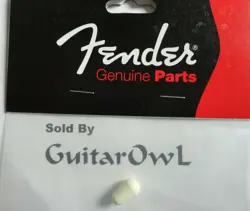 Fender
Genuine Parts
Sold By
GuitarOwL